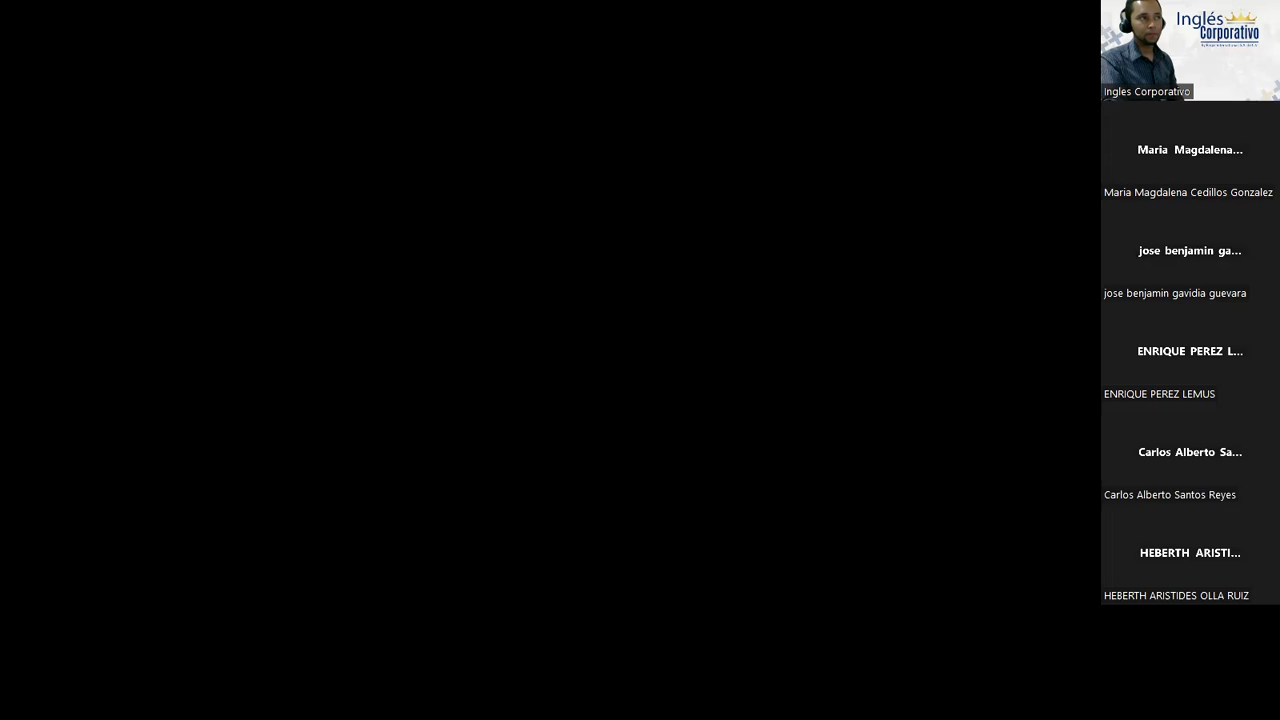 Inglés
Corporativo
Ingles Corporativo
Maria Magdalena...
Maria Magdalena Cedillos Gonzalez
jose benjamin ga...
jose benjamin gavidia guevara
ENRIQUE PEREZ L...
ENRIQUE PEREZ LEMUS
Carlos Alberto Sa...
Carlos Alberto Santos Reyes
HEBERTH ARISTI...
HEBERTH ARISTIDES OLLA RUIZ